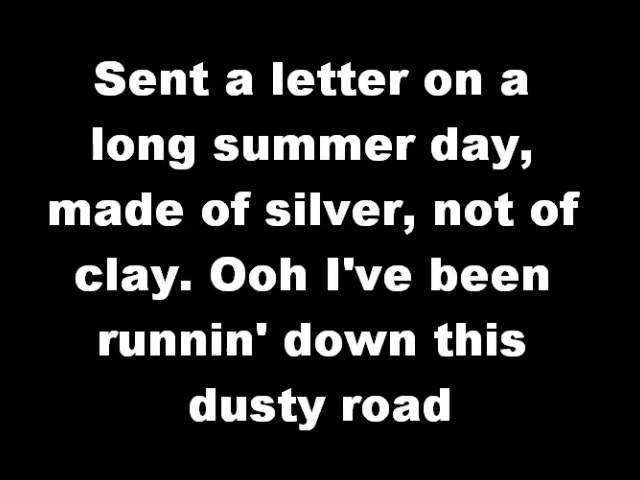 Sent a letter on a
long summer day,
made of silver, not of
clay. Ooh I've been
runnin' down this
dusty road